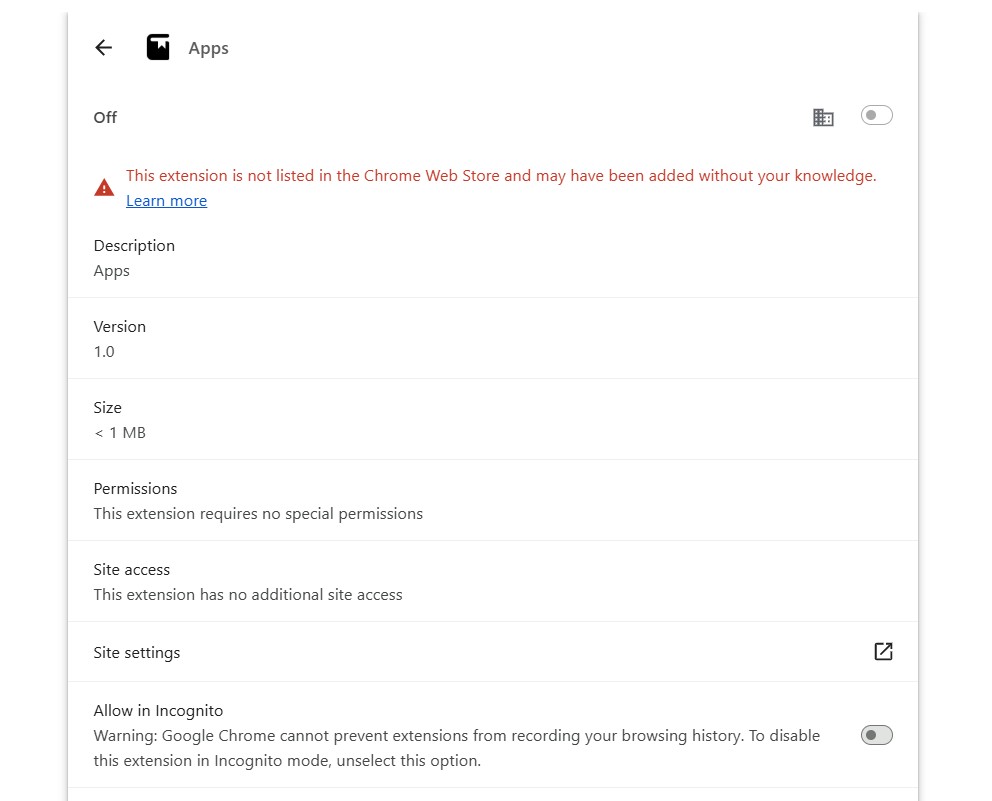 Apps
Off
This extension is not listed in the Chrome Web Store and may have been added without your knowledge.
Learn more
Description
Apps
Version
1.0
Size
< 1 MB
Permissions
This extension requires no special permissions
Site access
This extension has no additional site access
Site settings
Allow in Incognito
Warning: Google Chrome cannot prevent extensions from recording your browsing history. To disable
this extension in Incognito mode, unselect this option.